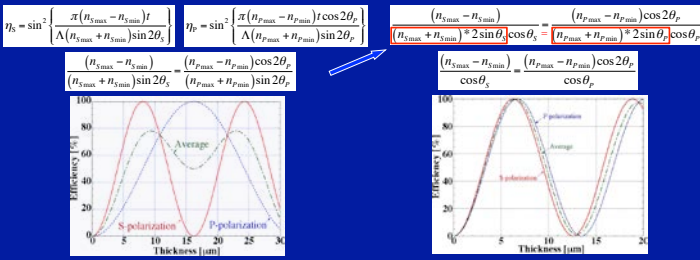 η_S = sin² { π(n_Smax − n_Smin)t / Λ(n_Smax + n_Smin)sin2θ_S }
η_P = sin² { π(n_Pmax − n_Pmin)t cos2θ_P / Λ(n_Pmax + n_Pmin)sin2θ_P }
(n_Smax − n_Smin) / (n_Smax + n_Smin)*2sinθ_S cosθ_S = (n_Pmax − n_Pmin)cos2θ_P / (n_Pmax + n_Pmin)*2sinθ_P cosθ_P
=
(n_Smax − n_Smin) / (n_Smax + n_Smin)sin2θ_S = (n_Pmax − n_Pmin)cos2θ_P / (n_Pmax + n_Pmin)sin2θ_P
(n_Smax − n_Smin) / cosθ_S = (n_Pmax − n_Pmin)cos2θ_P / cosθ_P
Efficiency [%]
100
80
60
40
20
0
Average
S-polarization
P-polarization
0 5 10 15 20 25 30
Thickness [μm]
Efficiency [%]
100
80
60
40
20
0
P-polarization
Average
S-polarization
0 5 10 15 20
Thickness [μm]